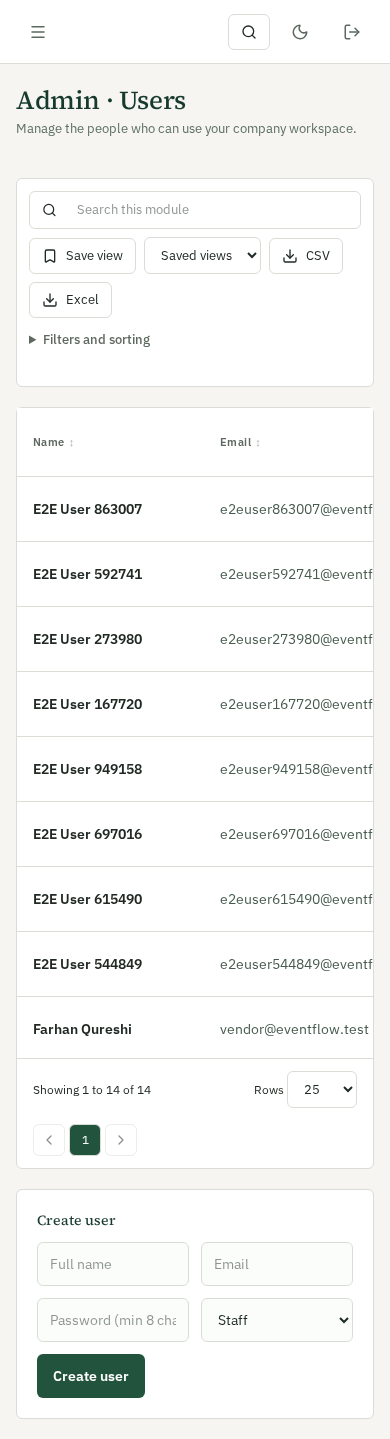 Admin · Users
Manage the people who can use your company workspace.
Search this module
Save view Saved views CSV
Excel
Filters and sorting
Name ↕ Email ↕
E2E User 863007 e2euser863007@eventf
E2E User 592741 e2euser592741@eventf
E2E User 273980 e2euser273980@eventf
E2E User 167720 e2euser167720@eventf
E2E User 949158 e2euser949158@eventf
E2E User 697016 e2euser697016@eventf
E2E User 615490 e2euser615490@eventf
E2E User 544849 e2euser544849@eventf
Farhan Qureshi vendor@eventflow.test
Showing 1 to 14 of 14 Rows 25
1
Create user
Full name Email
Password (min 8 cha Staff
Create user